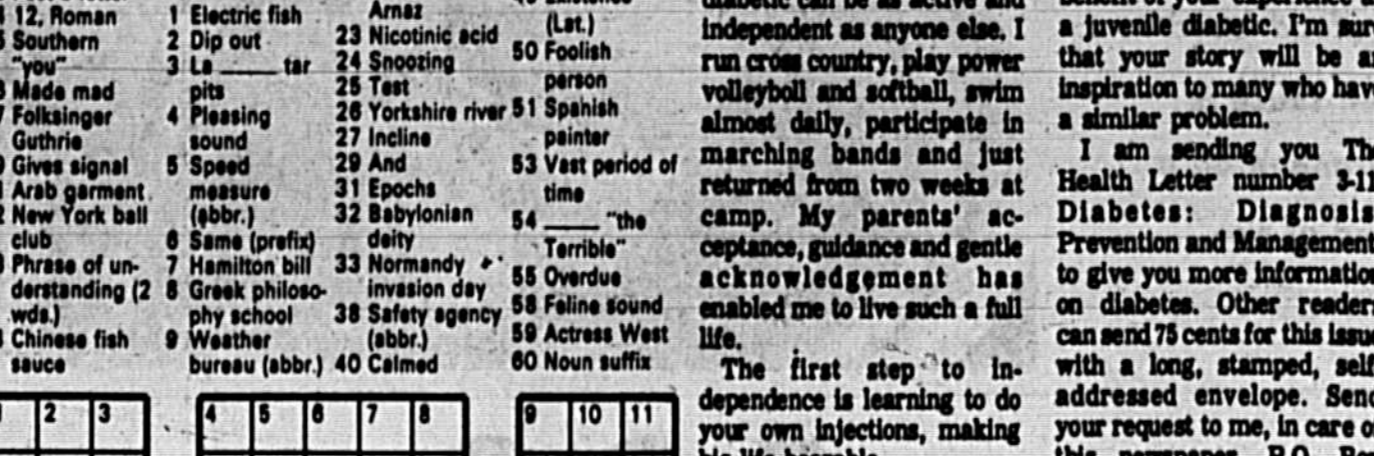 12, Roman
Southern
"you"
Made mad
Folksinger
Guthrie
Gives signal
Arab garment
New York ball
club
Phrase of un-
derstanding (2
wds.)
Chinese fish
sauce
1 Electric fish
2 Dip out
3 La ____ tar
pits
4 Pleasing
sound
5 Speed
measure
(abbr.)
6 Same (prefix)
7 Hamilton bill
8 Greek philoso-
phy school
9 Weather
bureau (abbr.)
Arnaz
23 Nicotinic acid
24 Snoozing
25 Test
26 Yorkshire river
27 Incline
29 And
31 Epochs
32 Babylonian
deity
33 Normandy
invasion day
38 Safety agency
(abbr.)
40 Calmed
(Lat.)
50 Foolish
person
51 Spanish
painter
53 Vast period of
time
54 ____ "the
Terrible"
55 Overdue
58 Feline sound
59 Actress West
60 Noun suffix
2 3 4 5 6 7 8 9 10 11
diabetic can be as active and
independent as anyone else. I
run cross country, play power
volleyboll and softball, swim
almost daily, participate in
marching bands and just
returned from two weeks at
camp. My parents' ac-
ceptance, guidance and gentle
acknowledgement has
enabled me to live such a full
life.
The first step to in-
dependence is learning to do
your own injections, making
benefit of your experience
a juvenile diabetic. I'm
that your story will be
inspiration to many who
a similar problem.
I am sending you
Health Letter number 3-11
Diabetes:
Prevention and
to give you more
on diabetes. Other
can send 75 cents for this
with a long, stamped,
addressed envelope.
your request to me, in care
this newspaper, P.O.